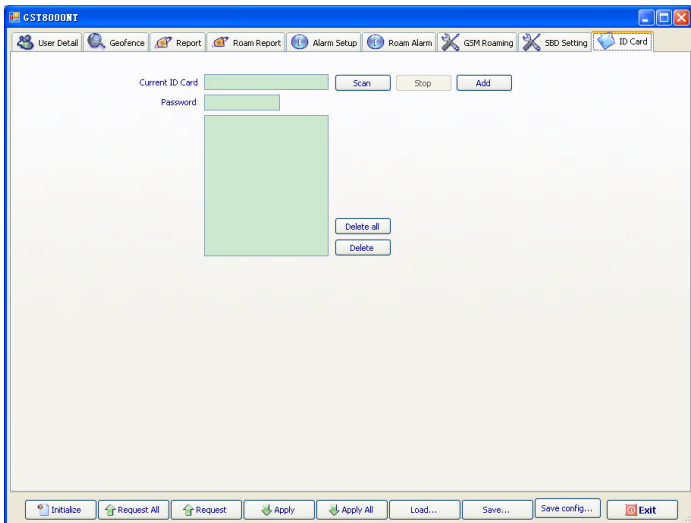 GST8000NT
User Detail Geofence Report Roam Report Alarm Setup Roam Alarm GSM Roaming SBD Setting ID Card
Current ID Card Scan Stop Add
Password
Delete all
Delete
Initialize Request All Request Apply Apply All Load... Save... Save config... Exit